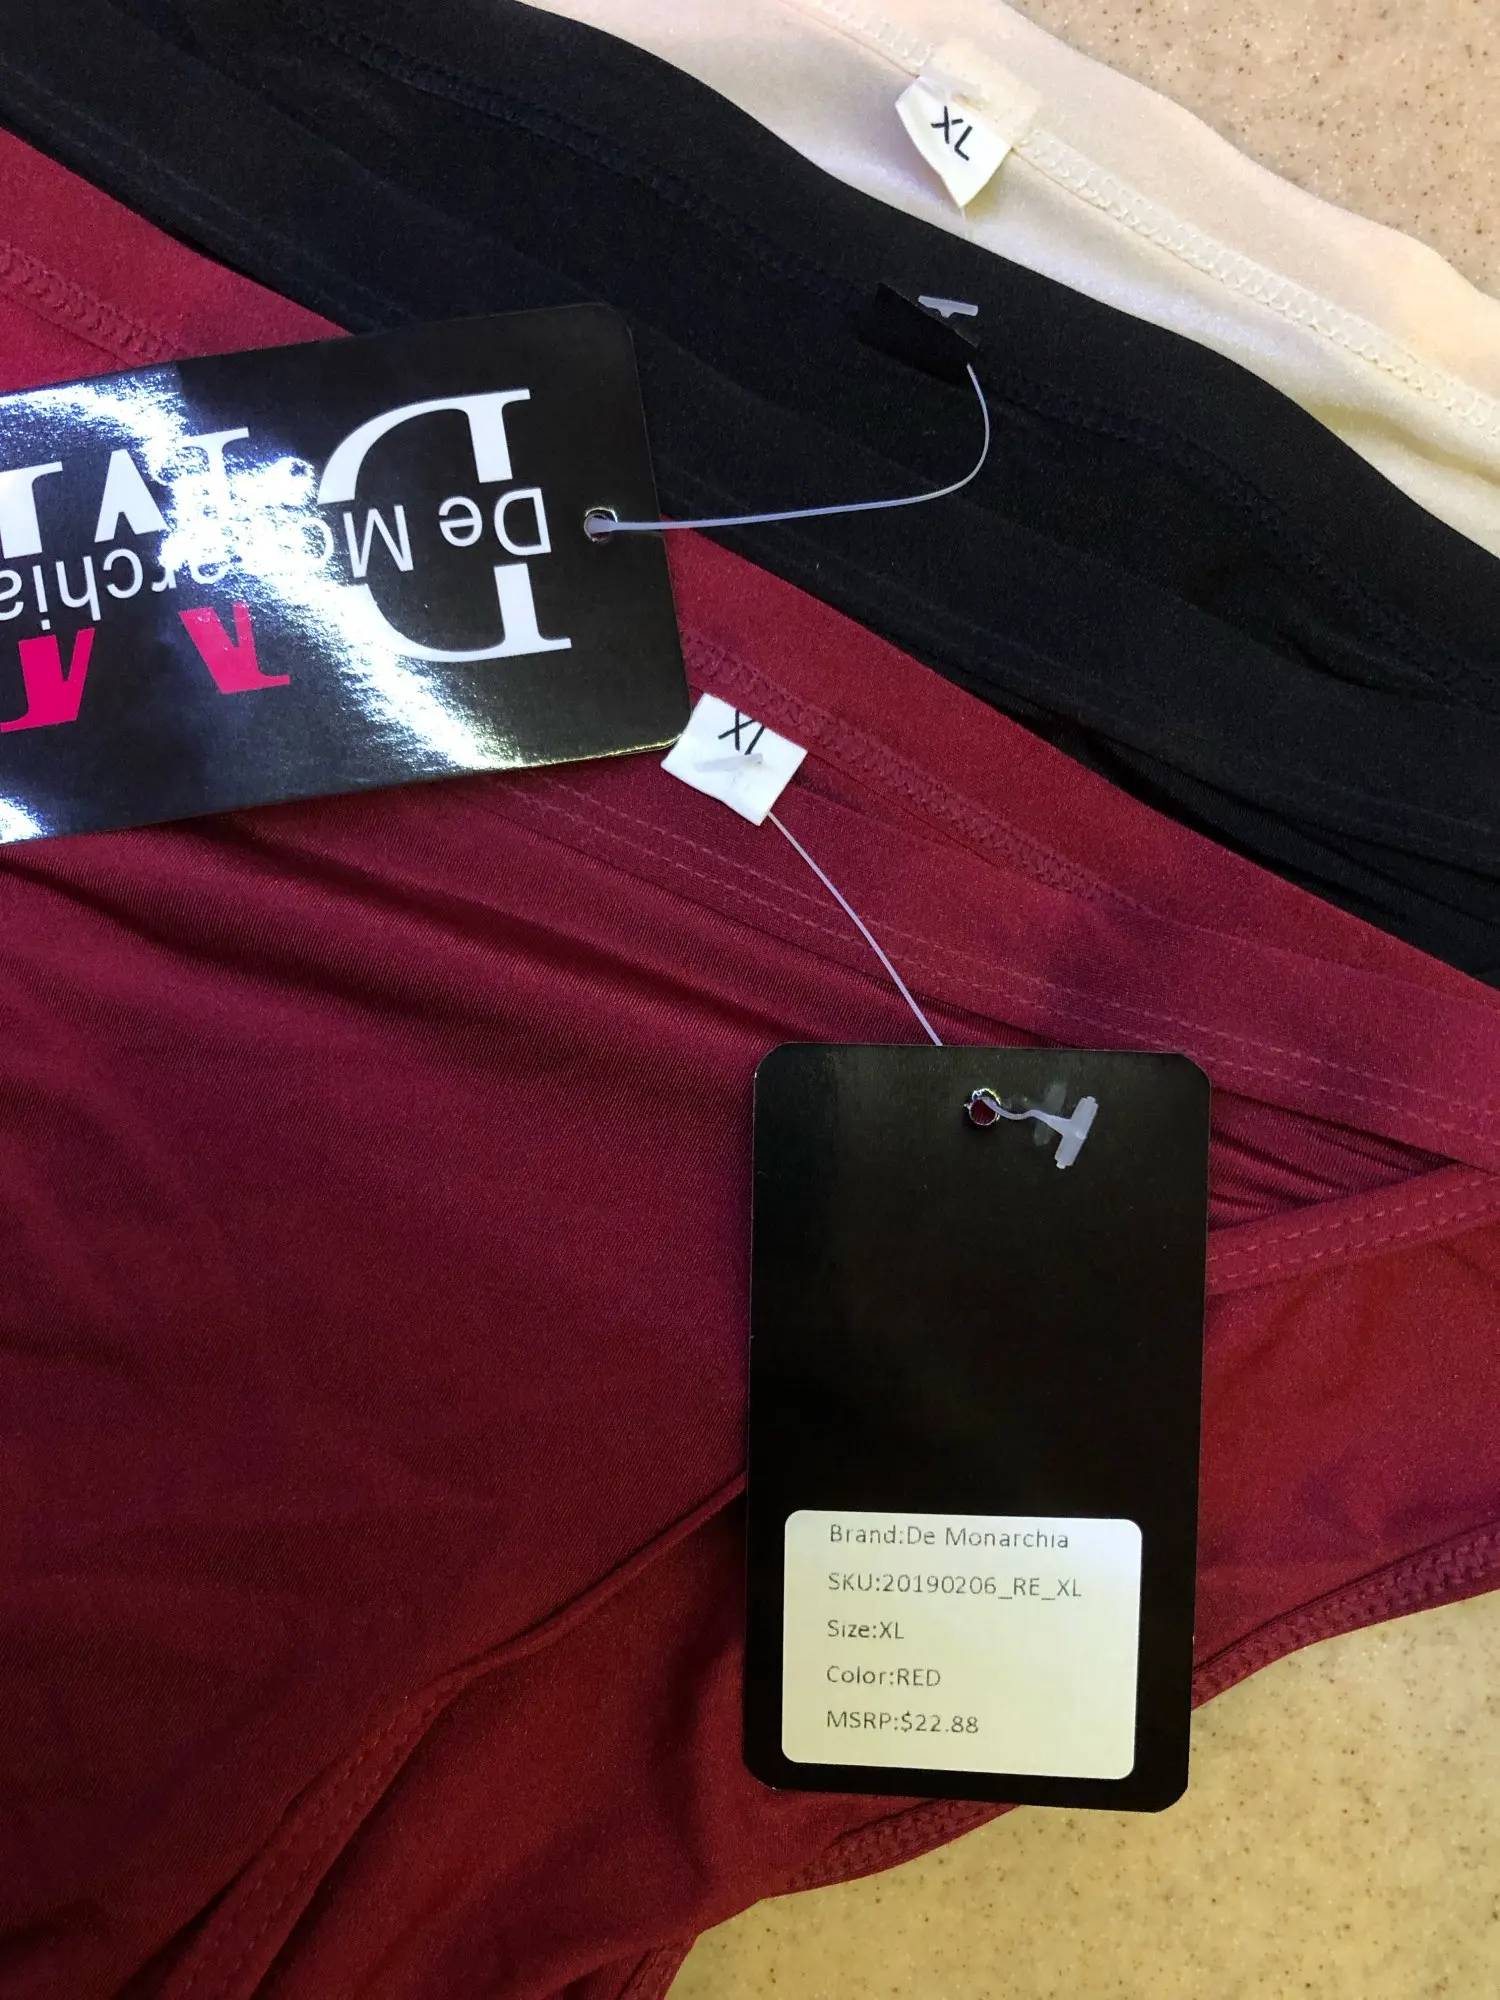 XL
De Monarchia
DM
XL
Brand:De Monarchia
SKU:20190206_RE_XL
Size:XL
Color:RED
MSRP:$22.88